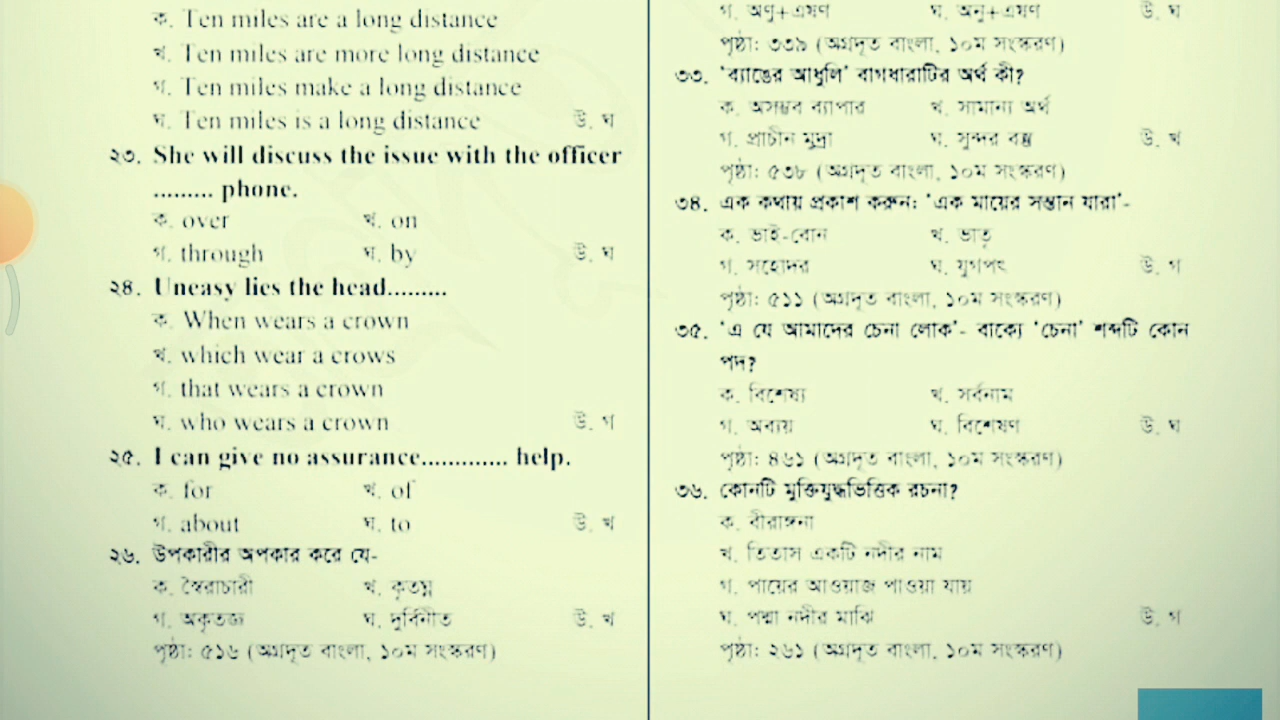 ক. Ten miles are a long distance
খ. Ten miles are more long distance
গ. Ten miles make a long distance
ঘ. Ten miles is a long distance উ. ঘ
২৩. She will discuss the issue with the officer
......... phone.
ক. over খ. on
গ. through ঘ. by উ. ঘ
২৪. Uneasy lies the head.........
ক. When wears a crown
খ. which wear a crows
গ. that wears a crown
ঘ. who wears a crown উ. গ
২৫. I can give no assurance............. help.
ক. for খ. of
গ. about ঘ. to উ. খ
২৬. উপকারীর অপকার করে যে-
ক. স্বৈরাচারী খ. কৃতঘ্ন
গ. অকৃতজ্ঞ ঘ. দুর্বিনীত উ. খ
পৃষ্ঠা: ৫১৬ (অগ্রদূত বাংলা, ১০ম সংস্করণ)
গ. অণু+এষণ ঘ. অনু+এষণ উ. ঘ
পৃষ্ঠা: ৩৩৯ (অগ্রদূত বাংলা, ১০ম সংস্করণ)
৩৩. ‘ব্যাঙের আধুলি’ বাগধারাটির অর্থ কী?
ক. অসম্ভব ব্যাপার খ. সামান্য অর্থ
গ. প্রাচীন মুদ্রা ঘ. সুন্দর বস্তু উ. খ
পৃষ্ঠা: ৫৩৮ (অগ্রদূত বাংলা, ১০ম সংস্করণ)
৩৪. এক কথায় প্রকাশ করুন: ‘এক মায়ের সন্তান যারা’-
ক. ভাই-বোন খ. ভাতৃ
গ. সহোদর ঘ. যুগপৎ উ. গ
পৃষ্ঠা: ৫১১ (অগ্রদূত বাংলা, ১০ম সংস্করণ)
৩৫. ‘এ যে আমাদের চেনা লোক’- বাক্যে ‘চেনা’ শব্দটি কোন
পদ?
ক. বিশেষ্য খ. সর্বনাম
গ. অব্যয় ঘ. বিশেষণ উ. ঘ
পৃষ্ঠা: ৪৬১ (অগ্রদূত বাংলা, ১০ম সংস্করণ)
৩৬. কোনটি মুক্তিযুদ্ধভিত্তিক রচনা?
ক. বীরাঙ্গনা
খ. তিতাস একটি নদীর নাম
গ. পায়ের আওয়াজ পাওয়া যায়
ঘ. পদ্মা নদীর মাঝি উ. গ
পৃষ্ঠা: ২৬১ (অগ্রদূত বাংলা, ১০ম সংস্করণ)